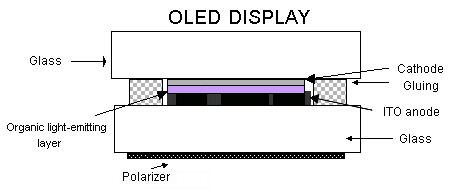 OLED DISPLAY
Glass
Cathode
Gluing
ITO anode
Organic light-emitting
layer
Glass
Polarizer